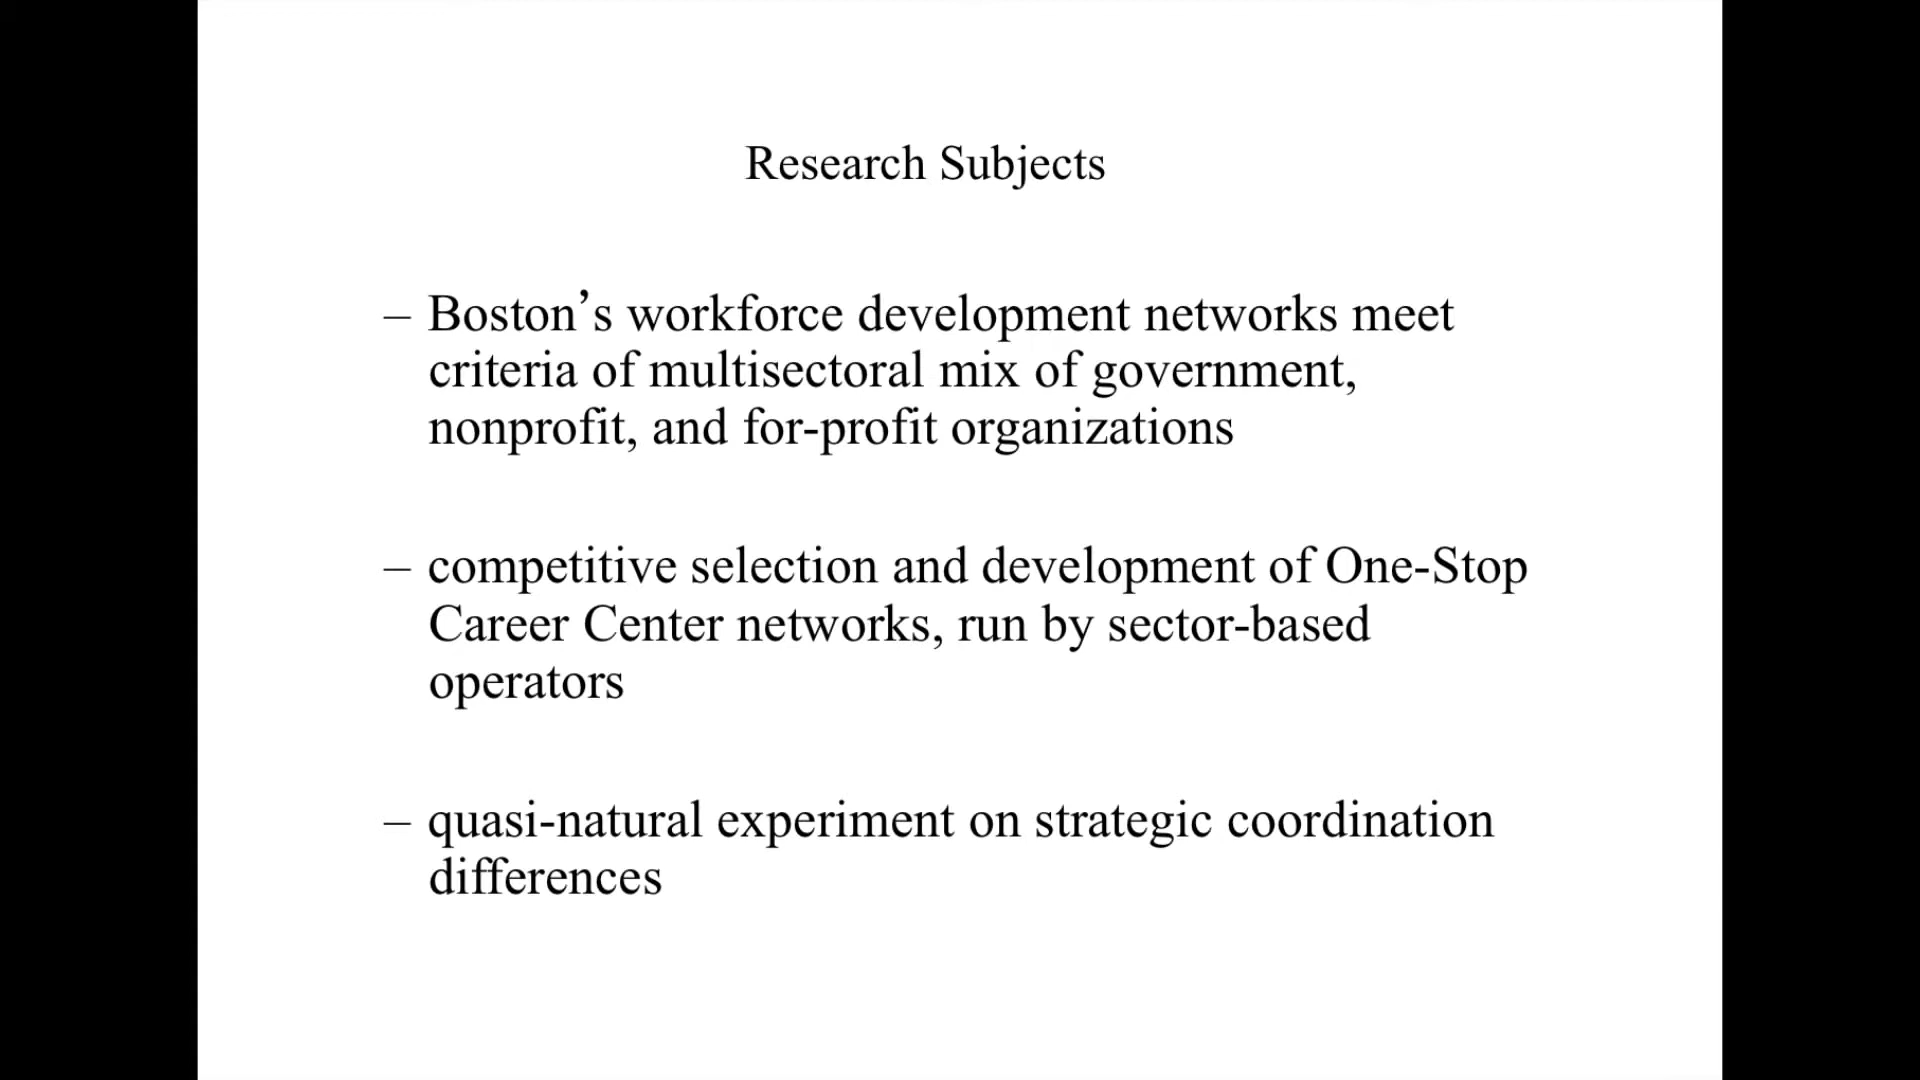 Research Subjects
– Boston’s workforce development networks meet
criteria of multisectoral mix of government,
nonprofit, and for-profit organizations
– competitive selection and development of One-Stop
Career Center networks, run by sector-based
operators
– quasi-natural experiment on strategic coordination
differences